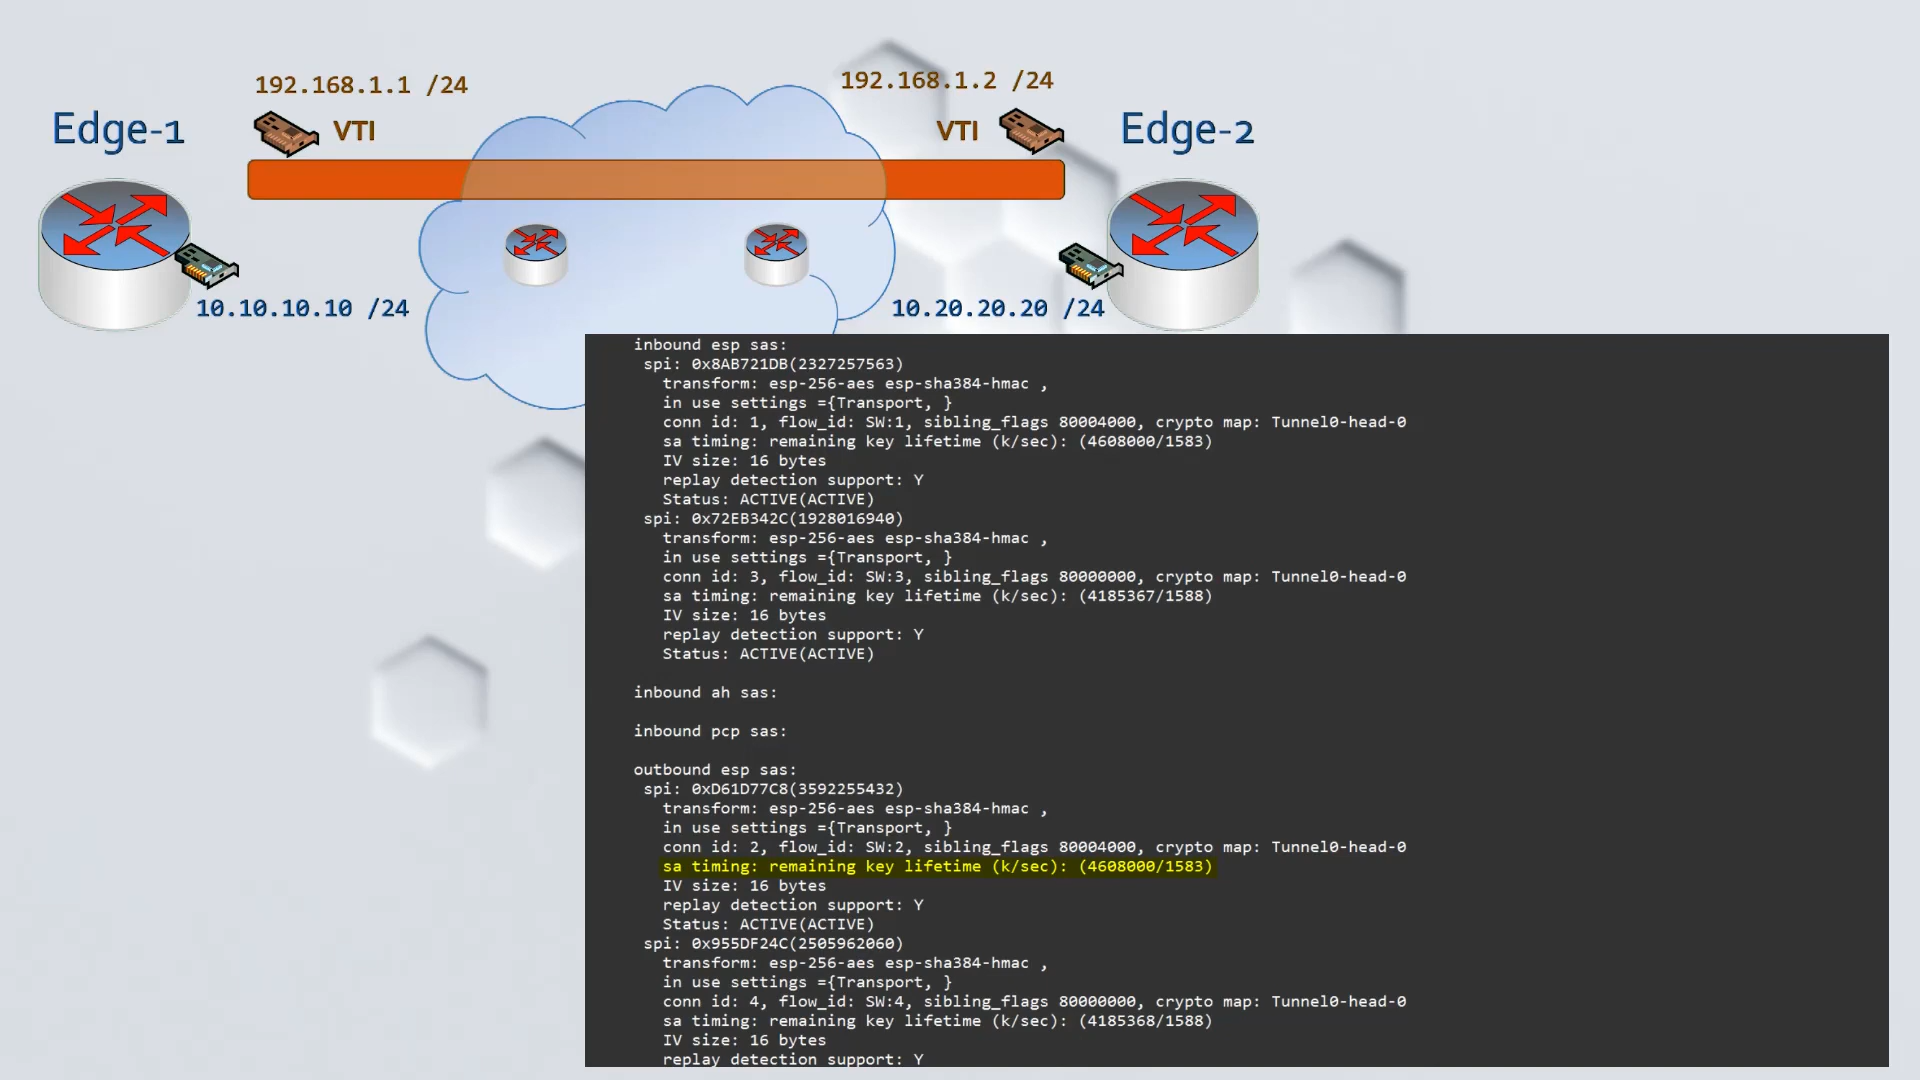 192.168.1.1 /24
192.168.1.2 /24
Edge-1
VTI
VTI
Edge-2
10.10.10.10 /24
10.20.20.20 /24
inbound esp sas:
spi: 0x8AB721DB(2327257563)
transform: esp-256-aes esp-sha384-hmac ,
in use settings ={Transport, }
conn id: 1, flow_id: SW:1, sibling_flags 80004000, crypto map: Tunnel0-head-0
sa timing: remaining key lifetime (k/sec): (4608000/1583)
IV size: 16 bytes
replay detection support: Y
Status: ACTIVE(ACTIVE)
spi: 0x72EB342C(1928016940)
transform: esp-256-aes esp-sha384-hmac ,
in use settings ={Transport, }
conn id: 3, flow_id: SW:3, sibling_flags 80000000, crypto map: Tunnel0-head-0
sa timing: remaining key lifetime (k/sec): (4185367/1588)
IV size: 16 bytes
replay detection support: Y
Status: ACTIVE(ACTIVE)
inbound ah sas:
inbound pcp sas:
outbound esp sas:
spi: 0xD61D77C8(3592255432)
transform: esp-256-aes esp-sha384-hmac ,
in use settings ={Transport, }
conn id: 2, flow_id: SW:2, sibling_flags 80004000, crypto map: Tunnel0-head-0
sa timing: remaining key lifetime (k/sec): (4608000/1583)
IV size: 16 bytes
replay detection support: Y
Status: ACTIVE(ACTIVE)
spi: 0x955DF24C(2505962060)
transform: esp-256-aes esp-sha384-hmac ,
in use settings ={Transport, }
conn id: 4, flow_id: SW:4, sibling_flags 80000000, crypto map: Tunnel0-head-0
sa timing: remaining key lifetime (k/sec): (4185368/1588)
IV size: 16 bytes
replay detection support: Y